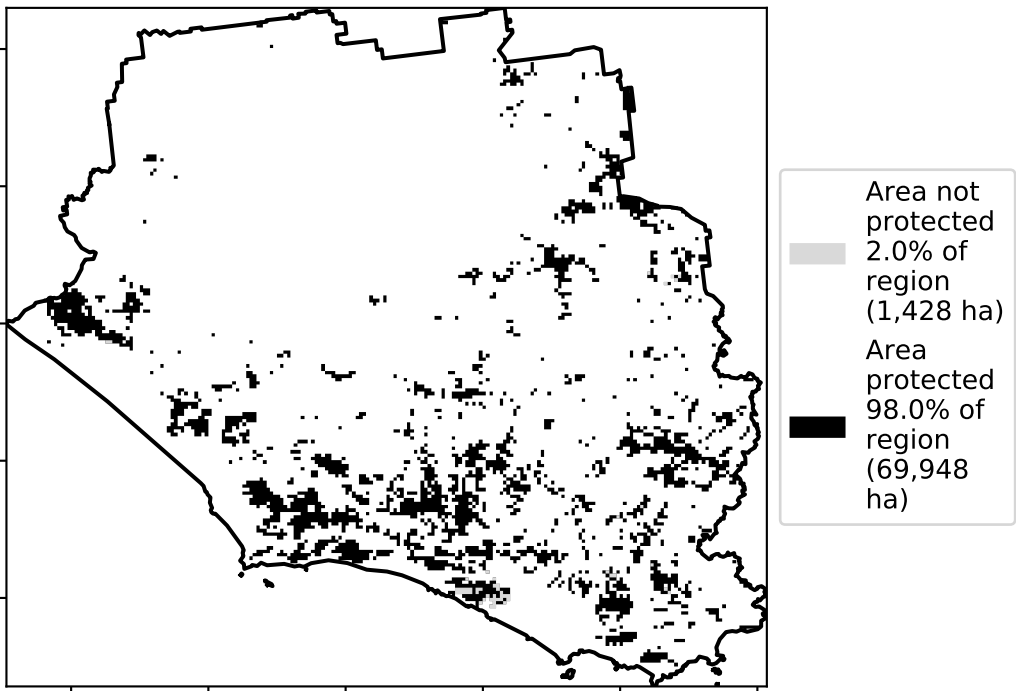 Area not
protected
2.0% of
region
(1,428 ha)
Area
protected
98.0% of
region
(69,948
ha)